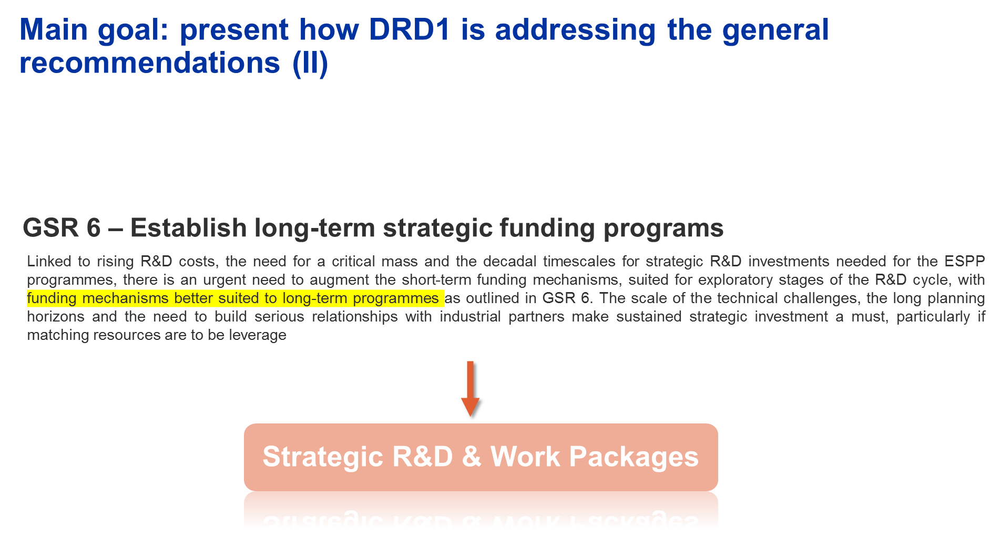 Main goal: present how DRD1 is addressing the general
recommendations (II)
GSR 6 – Establish long-term strategic funding programs
Linked to rising R&D costs, the need for a critical mass and the decadal timescales for strategic R&D investments needed for the ESPP
programmes, there is an urgent need to augment the short-term funding mechanisms, suited for exploratory stages of the R&D cycle, with
funding mechanisms better suited to long-term programmes as outlined in GSR 6. The scale of the technical challenges, the long planning
horizons and the need to build serious relationships with industrial partners make sustained strategic investment a must, particularly if
matching resources are to be leverage
Strategic R&D & Work Packages